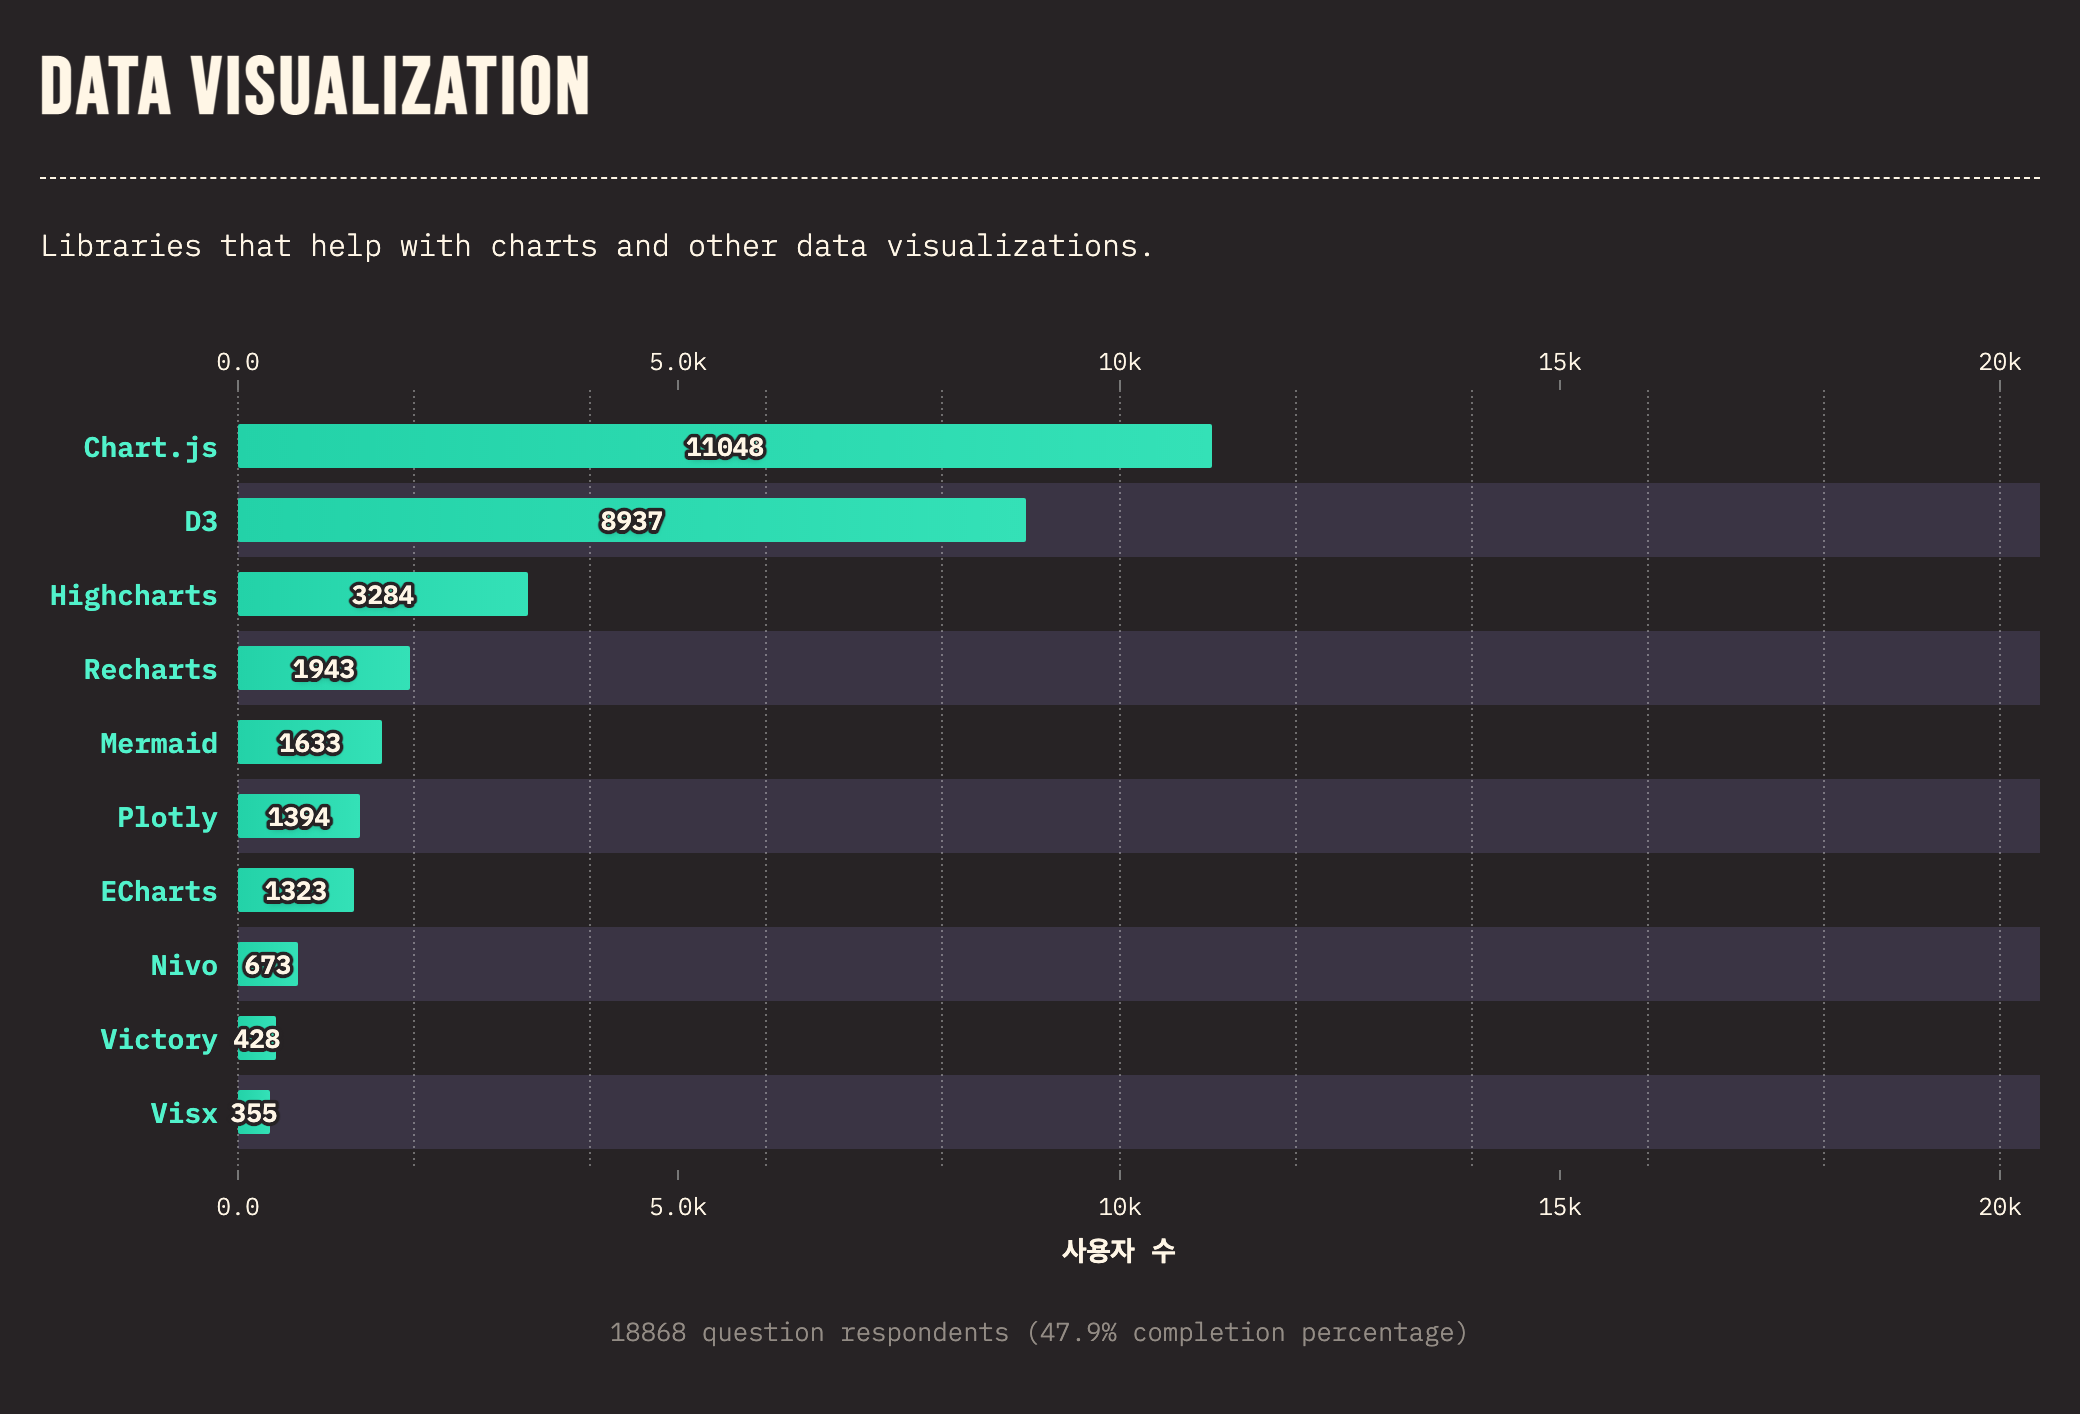 DATA VISUALIZATION
Libraries that help with charts and other data visualizations.
0.0 5.0k 10k 15k 20k
Chart.js 11048
D3 8937
Highcharts 3284
Recharts 1943
Mermaid 1633
Plotly 1394
ECharts 1323
Nivo 673
Victory 428
Visx 355
0.0 5.0k 10k 15k 20k
사용자 수
18868 question respondents (47.9% completion percentage)